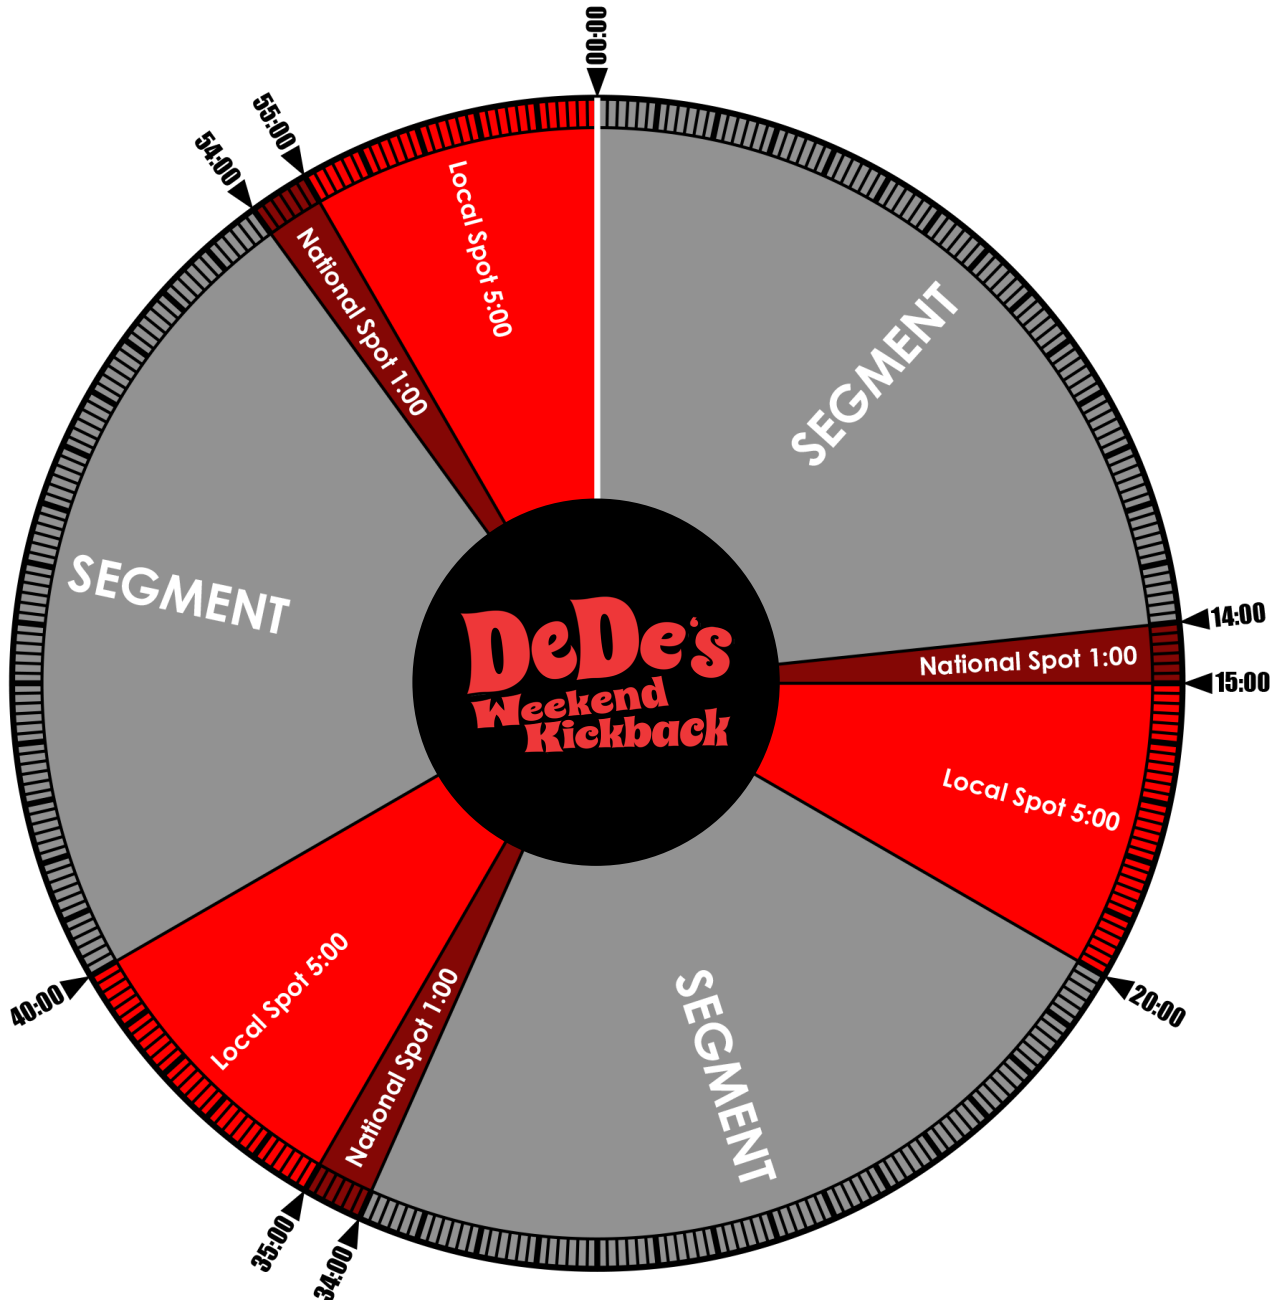 00:00
SEGMENT
14:00
National Spot 1:00
15:00
Local Spot 5:00
20:00
SEGMENT
34:00
National Spot 1:00
35:00
Local Spot 5:00
40:00
SEGMENT
54:00
National Spot 1:00
55:00
Local Spot 5:00
DeDe's
Weekend
Kickback